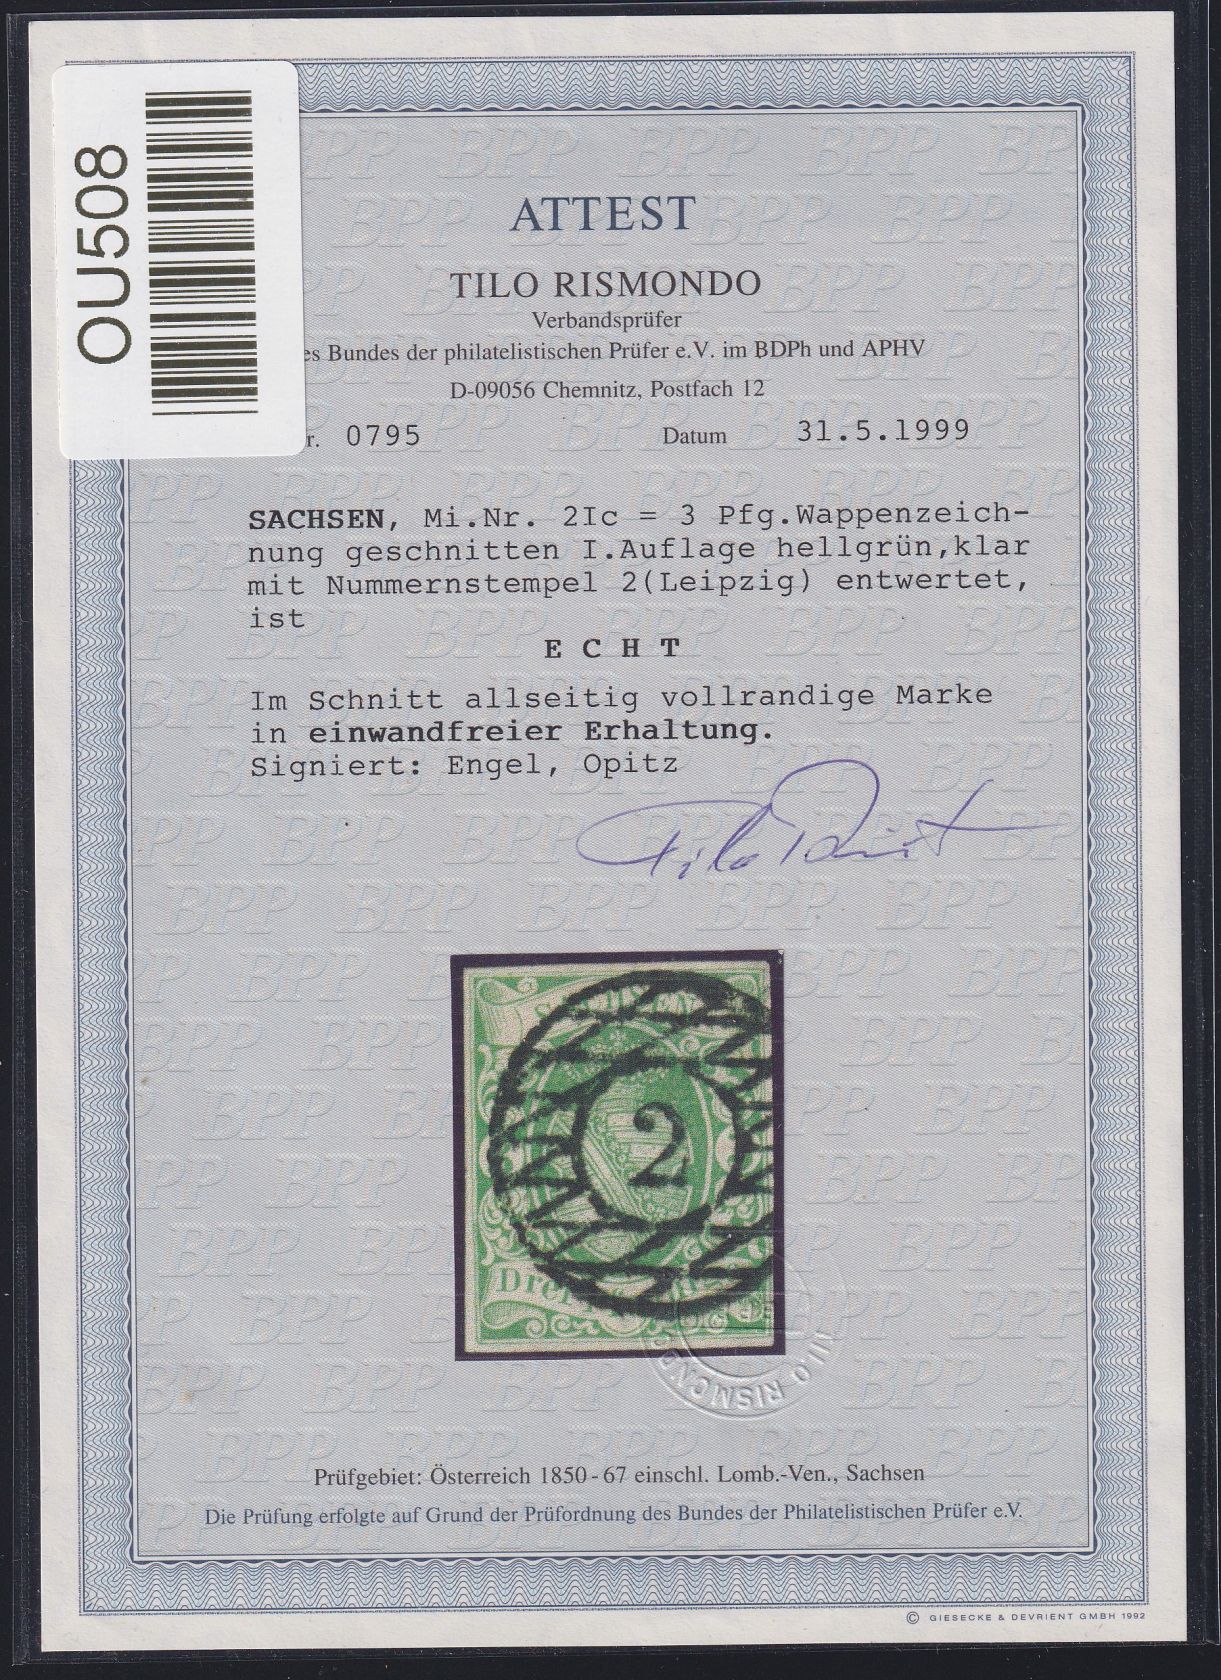 OU508
ATTEST
TILO RISMONDO
Verbandsprüfer
es Bundes der philatelistischen Prüfer e.V. im BDPh und APHV
D-09056 Chemnitz, Postfach 12
r. 0795 Datum 31.5.1999
SACHSEN, Mi.Nr. 2Ic = 3 Pfg.Wappenzeich-
nung geschnitten I.Auflage hellgrün,klar
mit Nummernstempel 2(Leipzig) entwertet,
ist
E C H T
Im Schnitt allseitig vollrandige Marke
in einwandfreier Erhaltung.
Signiert: Engel, Opitz
2
Drei
TILO RISMONDO
Prüfgebiet: Österreich 1850-67 einschl. Lomb.-Ven., Sachsen
Die Prüfung erfolgte auf Grund der Prüfordnung des Bundes der Philatelistischen Prüfer e.V.
© GIESECKE & DEVRIENT GMBH 1992